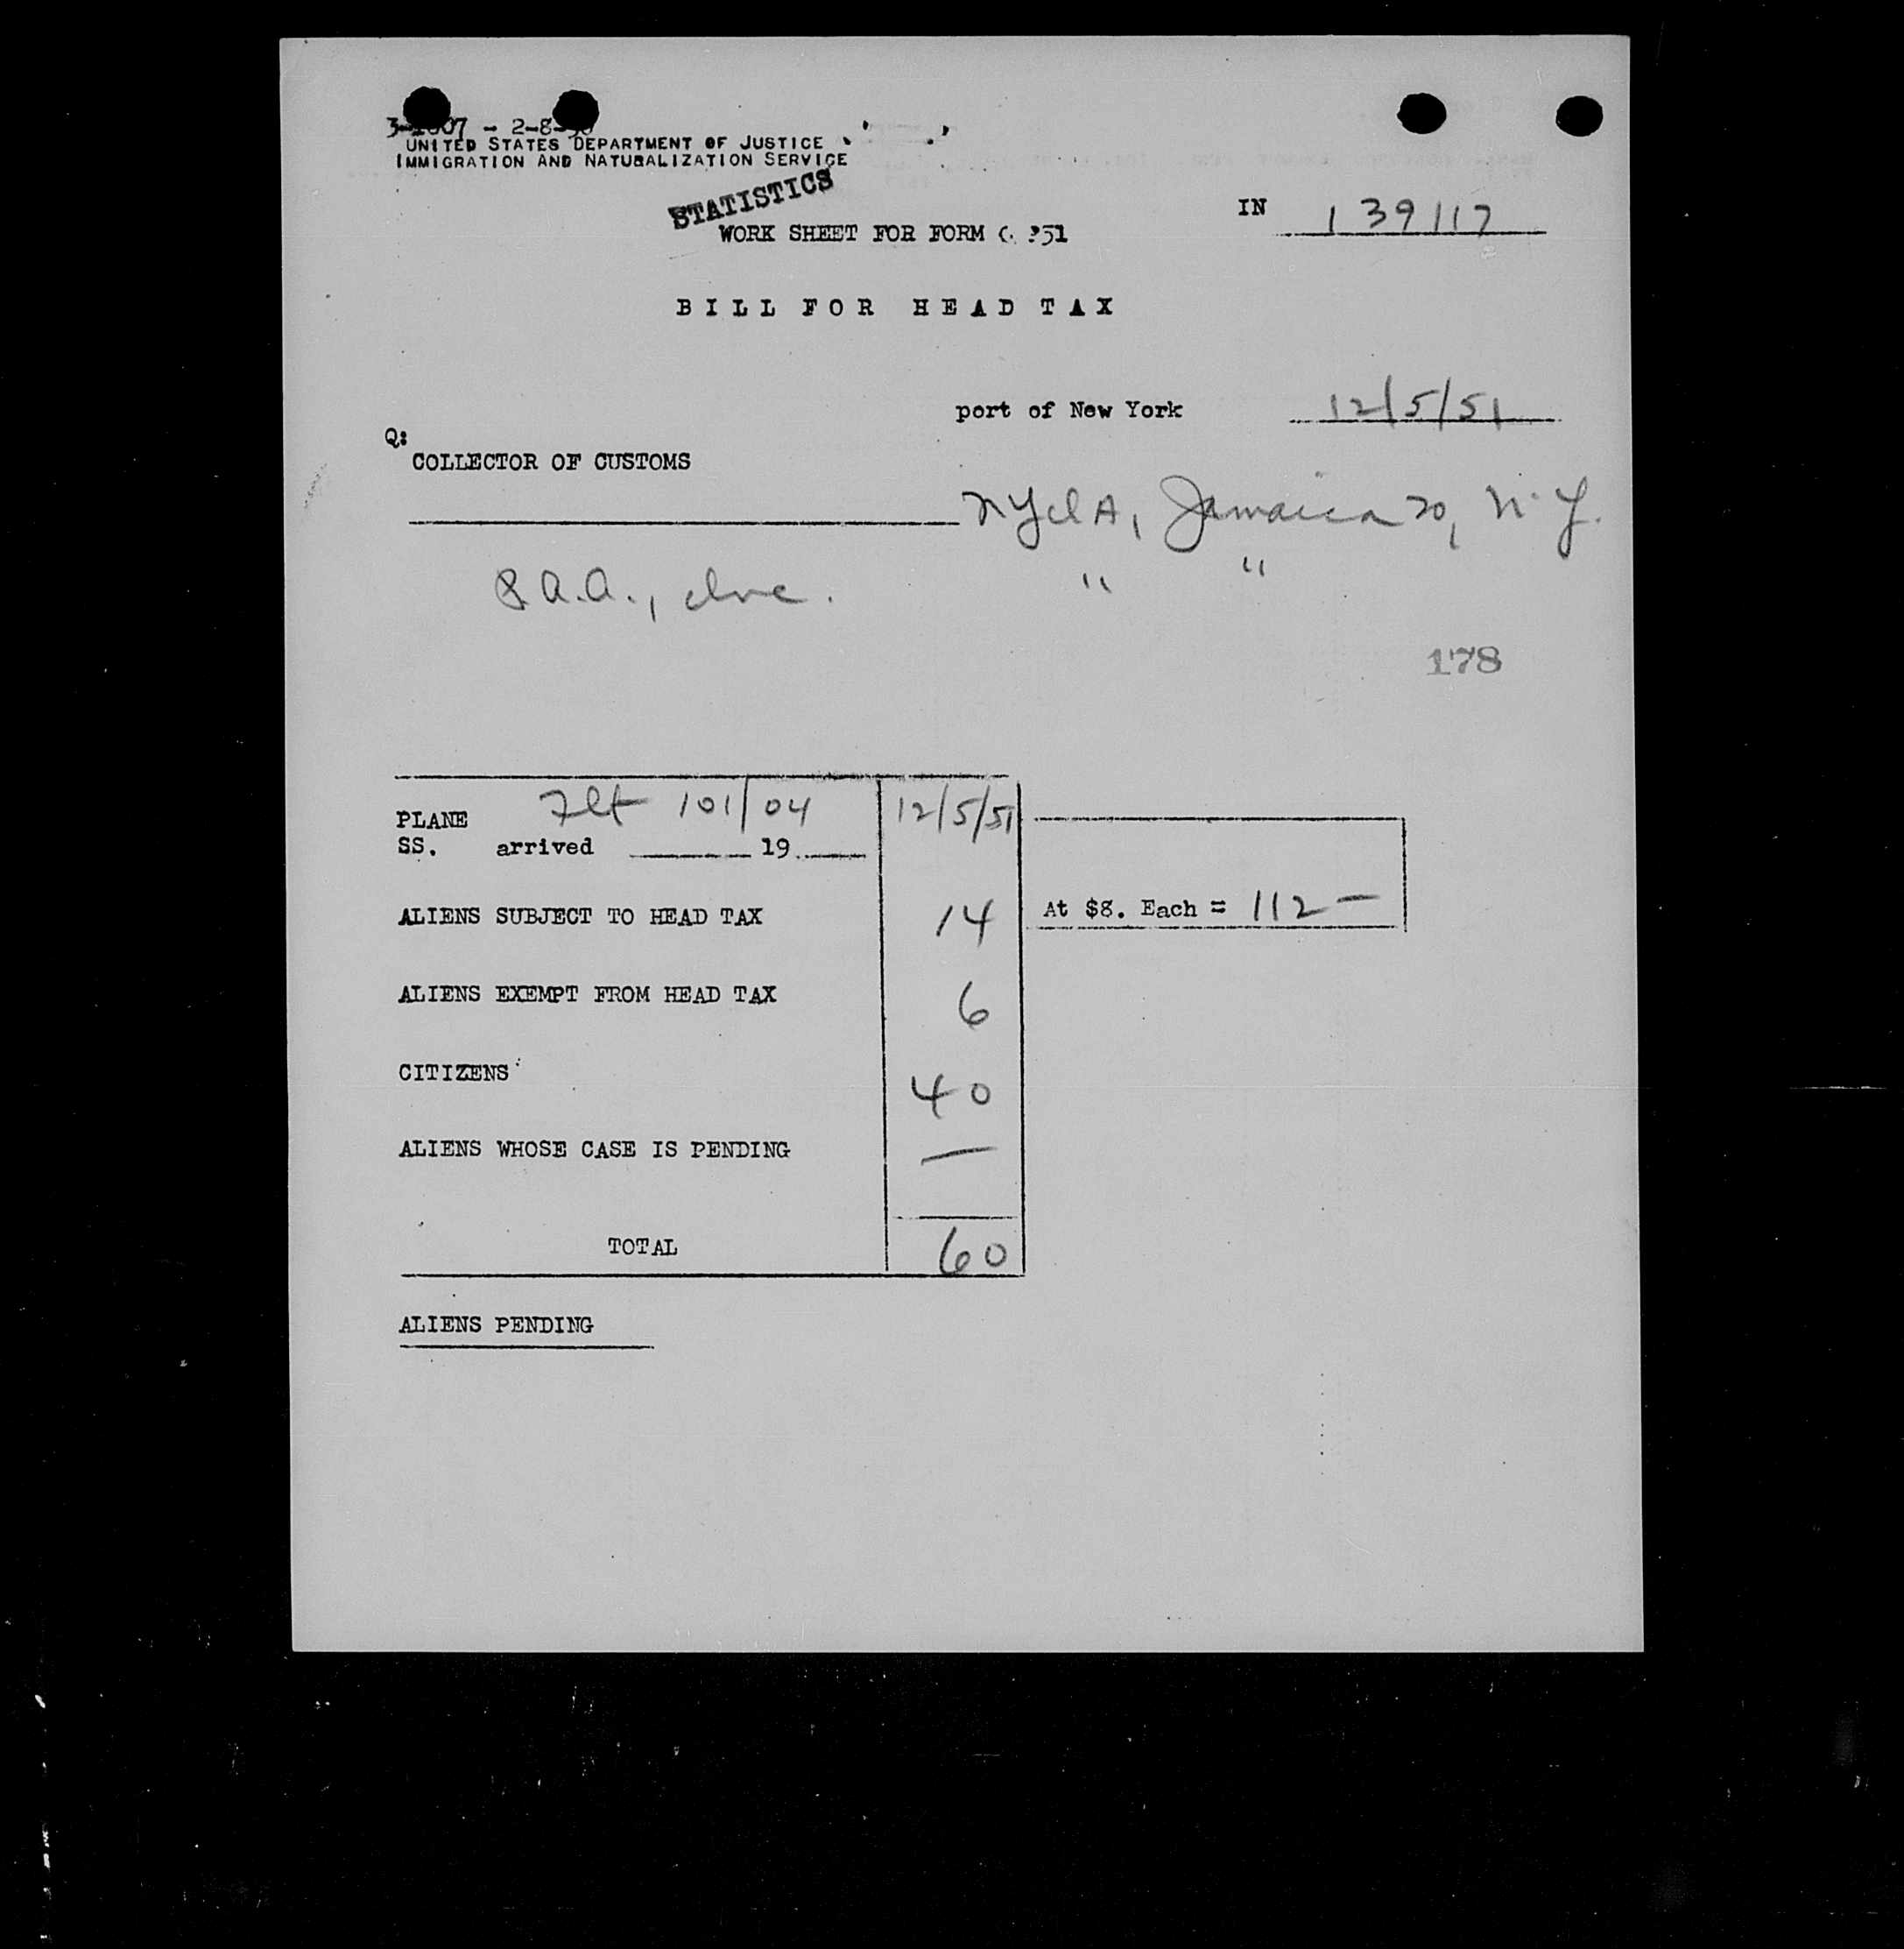 UNITED STATES DEPARTMENT OF JUSTICE
IMMIGRATION AND NATURALIZATION SERVICE
STATISTICS
WORK SHEET FOR FORM 51
IN 139117
BILL FOR HEAD TAX
port of New York 12/5/51
Q:
COLLECTOR OF CUSTOMS
NYIA, Jamaica 20, N.Y.
P.A.A., Inc. " "
178
PLANE Flt 101/04 12/5/51
SS. arrived 19
ALIENS SUBJECT TO HEAD TAX 14 At $8. Each = 112 —
ALIENS EXEMPT FROM HEAD TAX 6
CITIZENS 40
ALIENS WHOSE CASE IS PENDING —
TOTAL 60
ALIENS PENDING